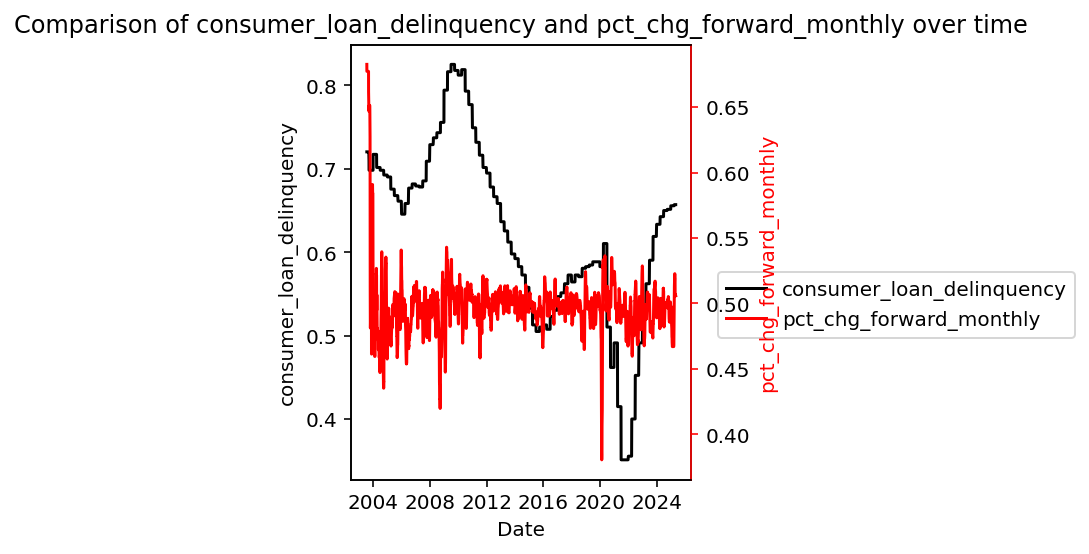 Comparison of consumer_loan_delinquency and pct_chg_forward_monthly over time
consumer_loan_delinquency
0.8
0.7
0.6
0.5
0.4
0.65
0.60
0.55
0.50
0.45
0.40
pct_chg_forward_monthly
consumer_loan_delinquency
pct_chg_forward_monthly
2004 2008 2012 2016 2020 2024
Date